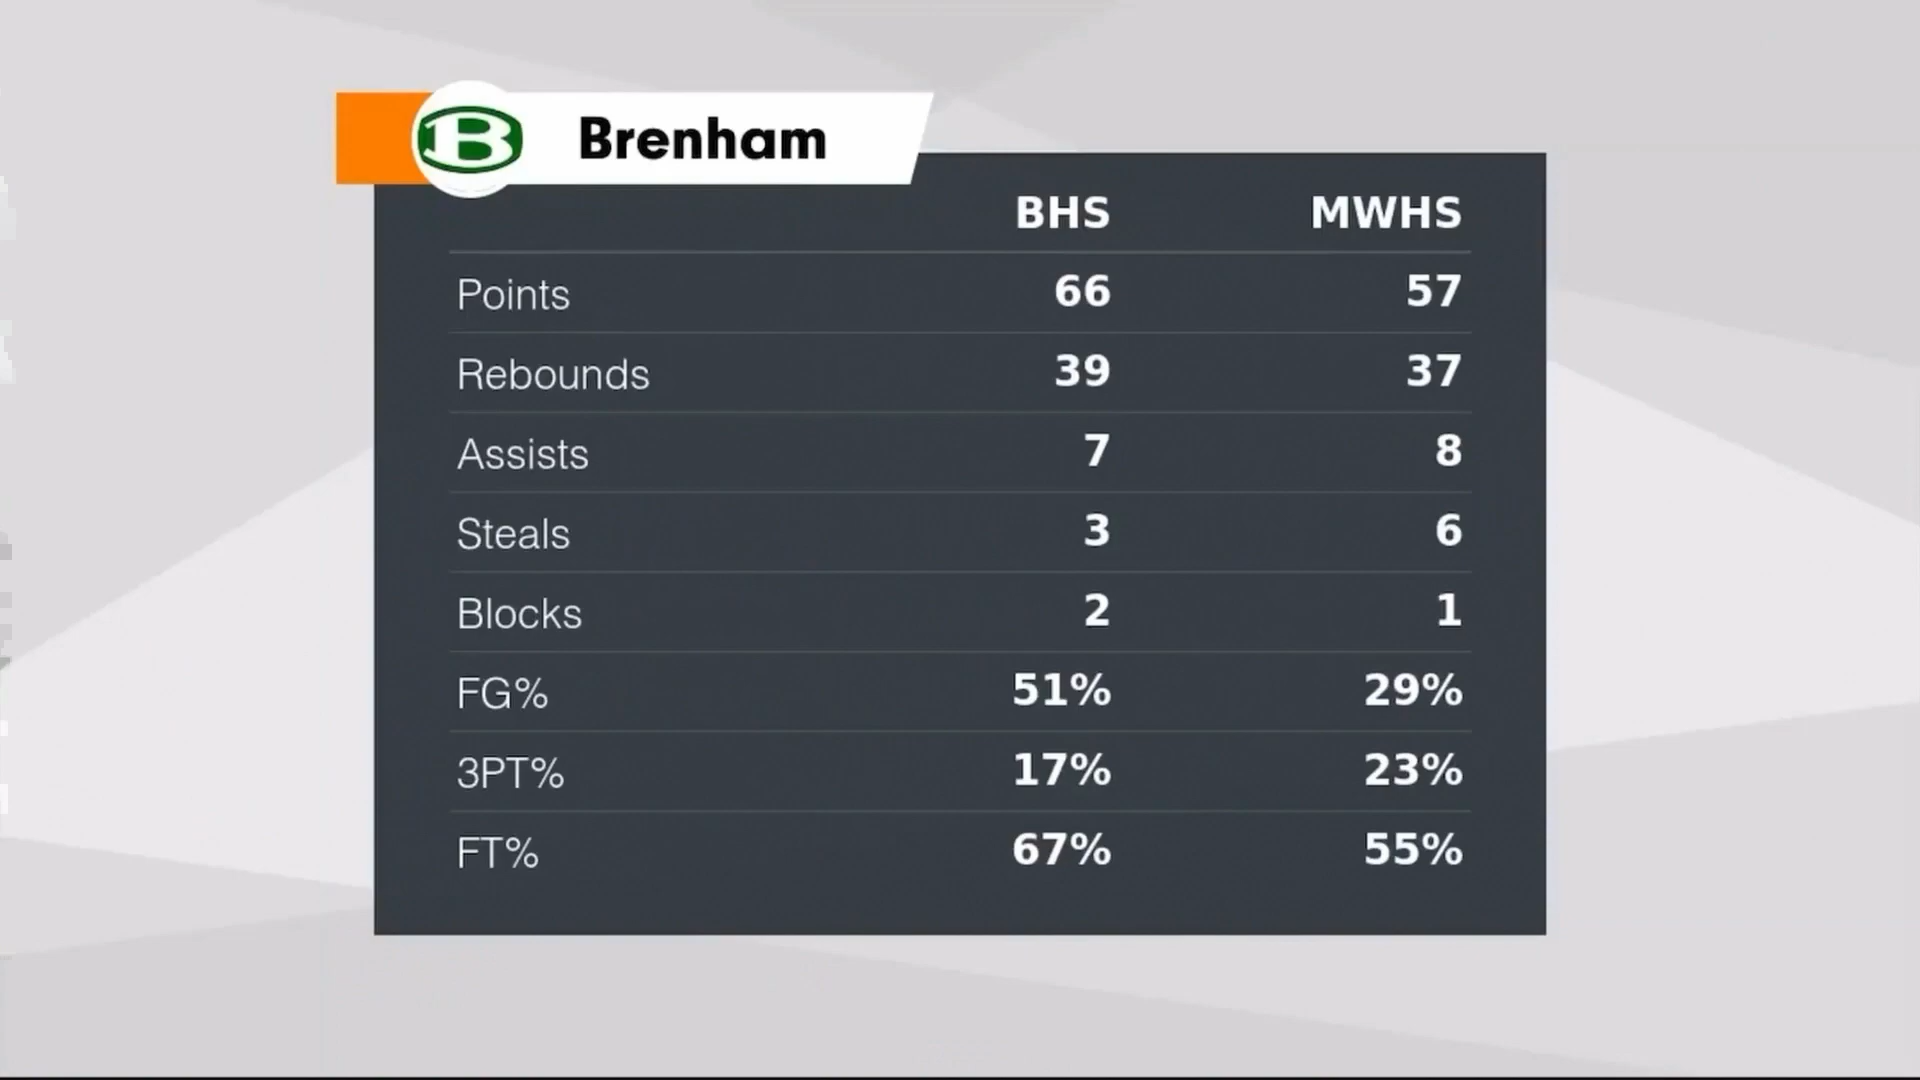 B Brenham
BHS MWHS
Points 66 57
Rebounds 39 37
Assists 7 8
Steals 3 6
Blocks 2 1
FG% 51% 29%
3PT% 17% 23%
FT% 67% 55%